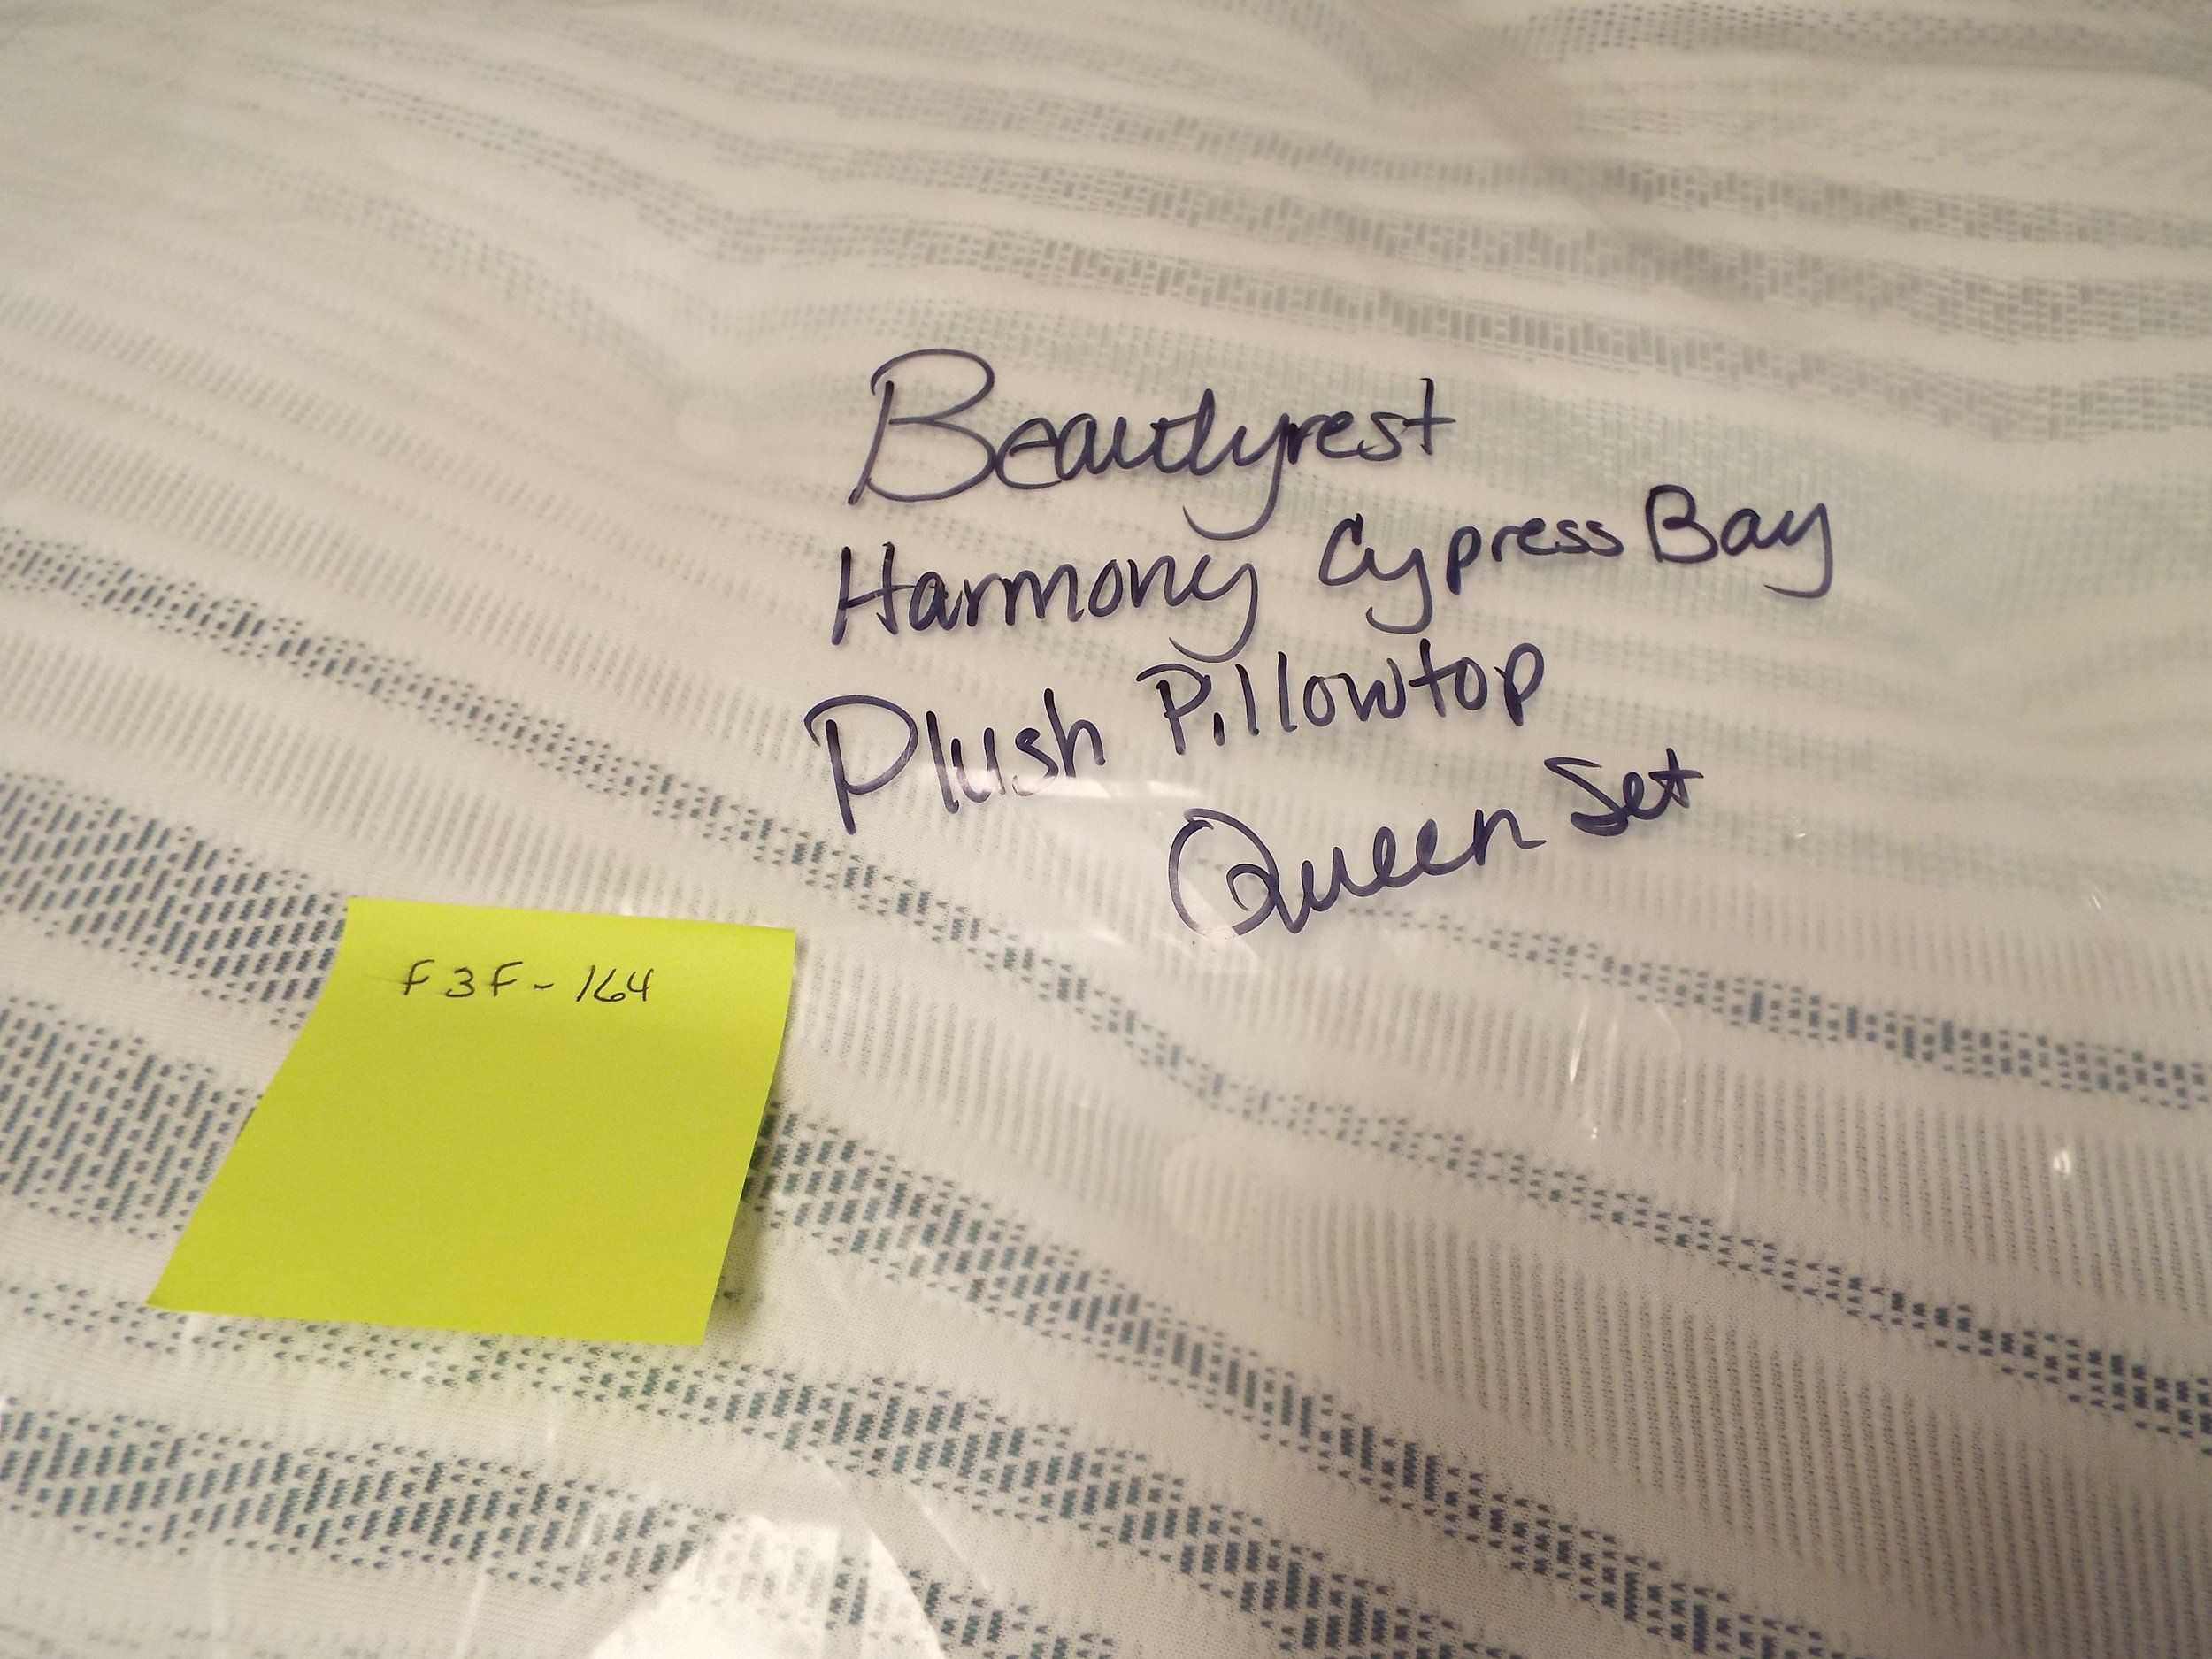 Beautyrest
Harmony Cypress Bay
Plush Pillowtop
Queen Set
F3F-164